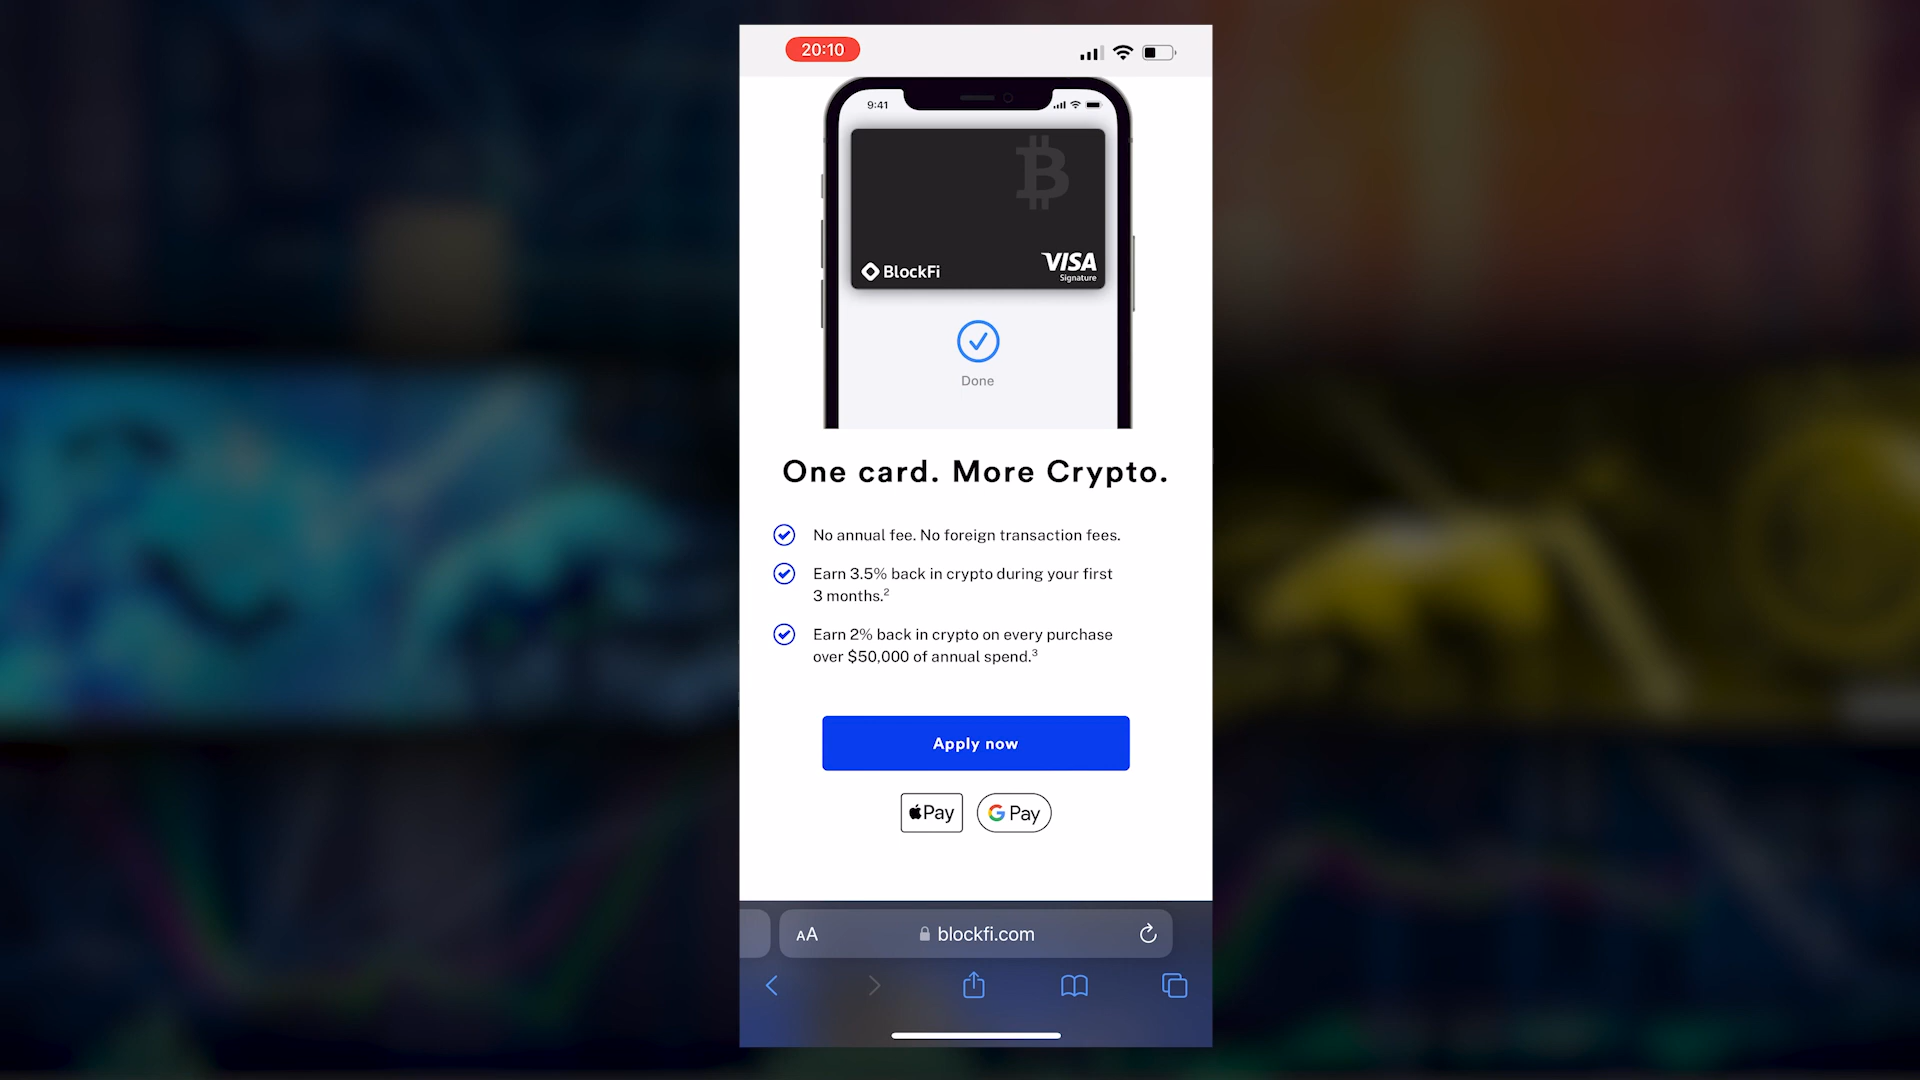 20:10
9:41
BlockFi
VISA
Signature
Done
One card. More Crypto.
No annual fee. No foreign transaction fees.
Earn 3.5% back in crypto during your first
3 months.²
Earn 2% back in crypto on every purchase
over $50,000 of annual spend.³
Apply now
Pay
G Pay
AA
blockfi.com